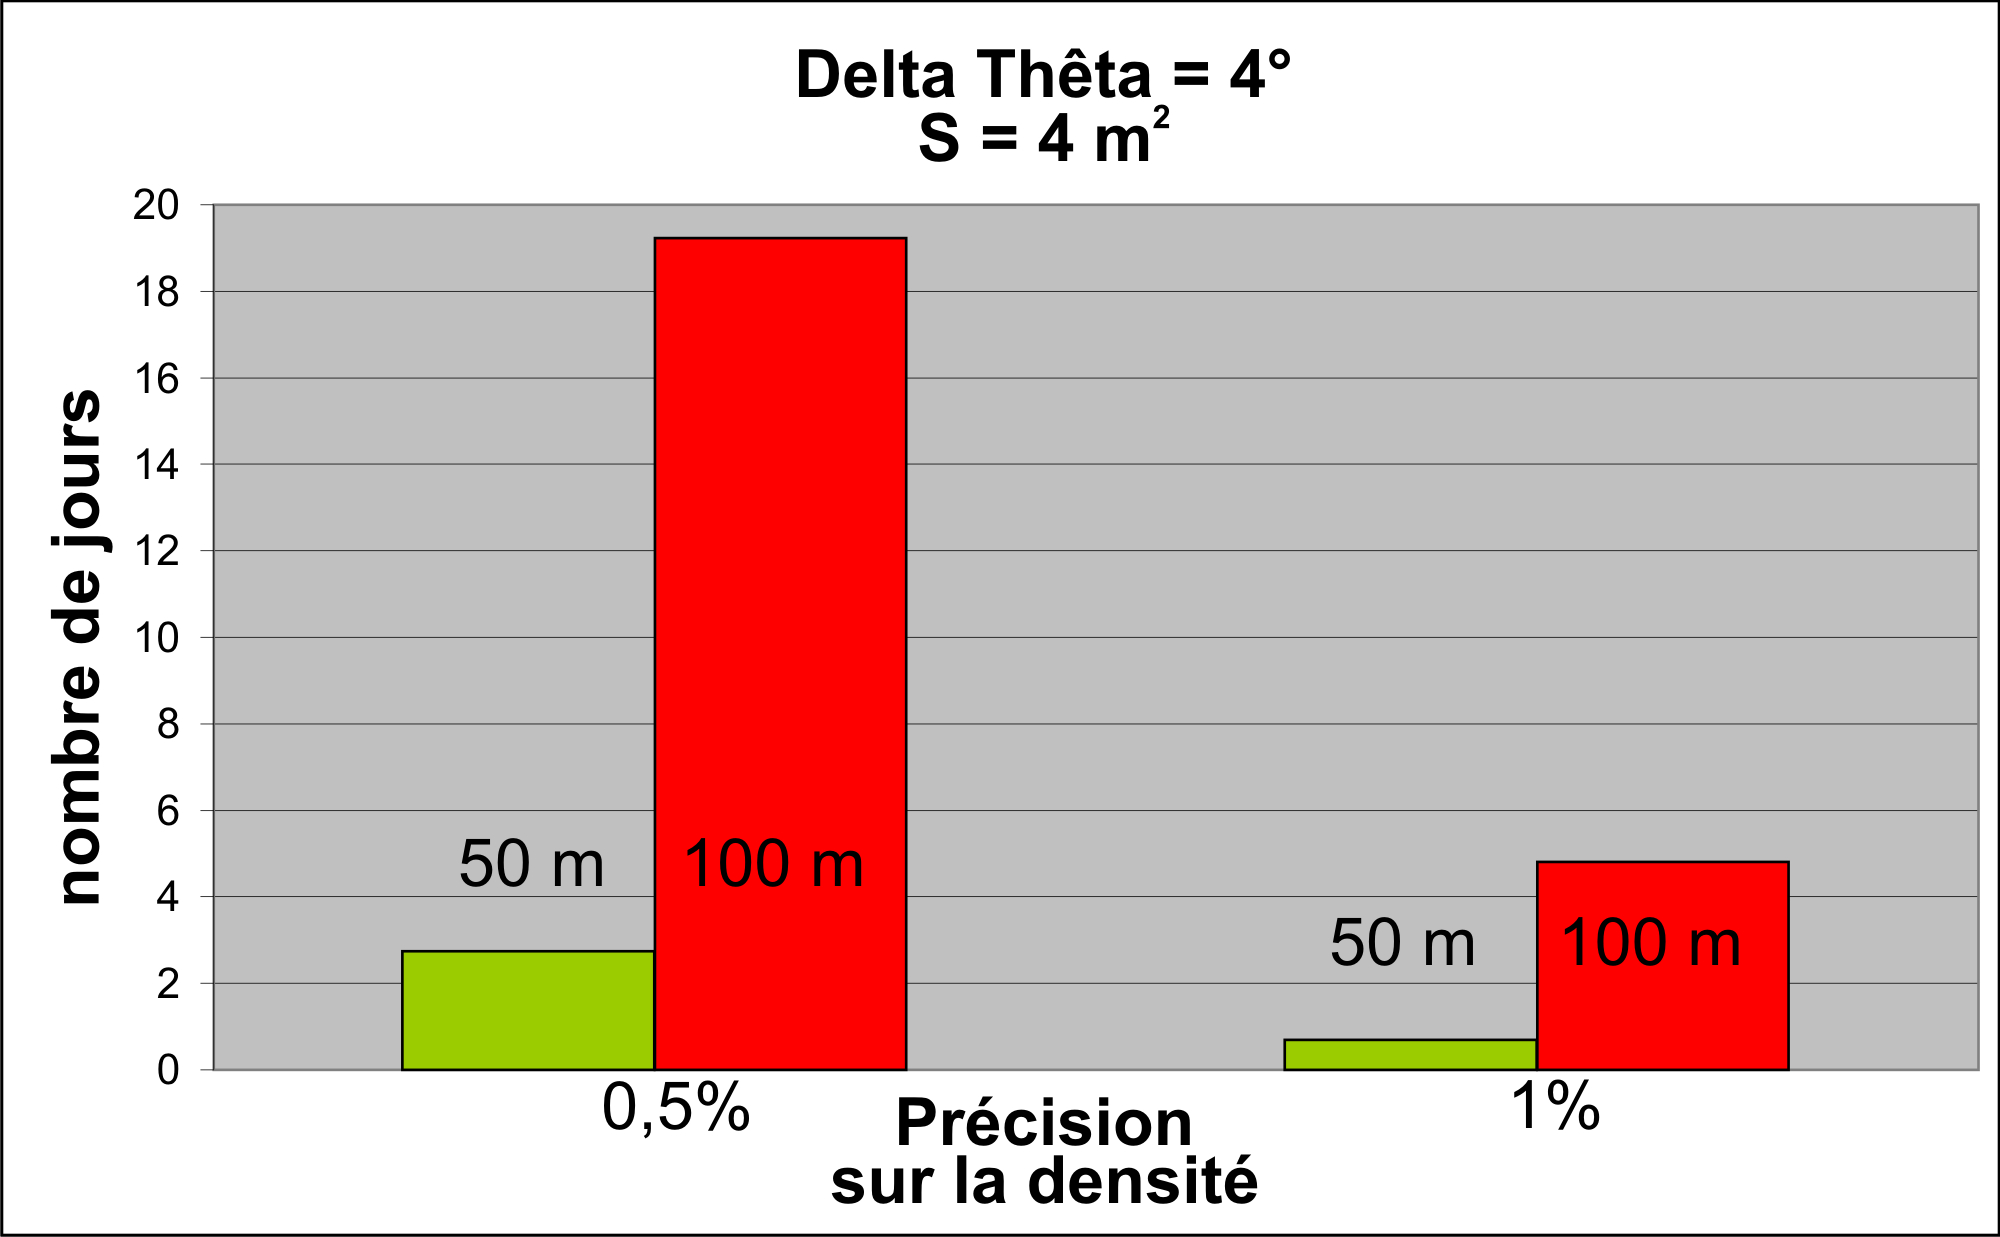 Delta Thêta = 4°
S = 4 m²
nombre de jours
20
18
16
14
12
10
8
6
4
2
0
50 m
100 m
50 m
100 m
0,5%
1%
Précision
sur la densité